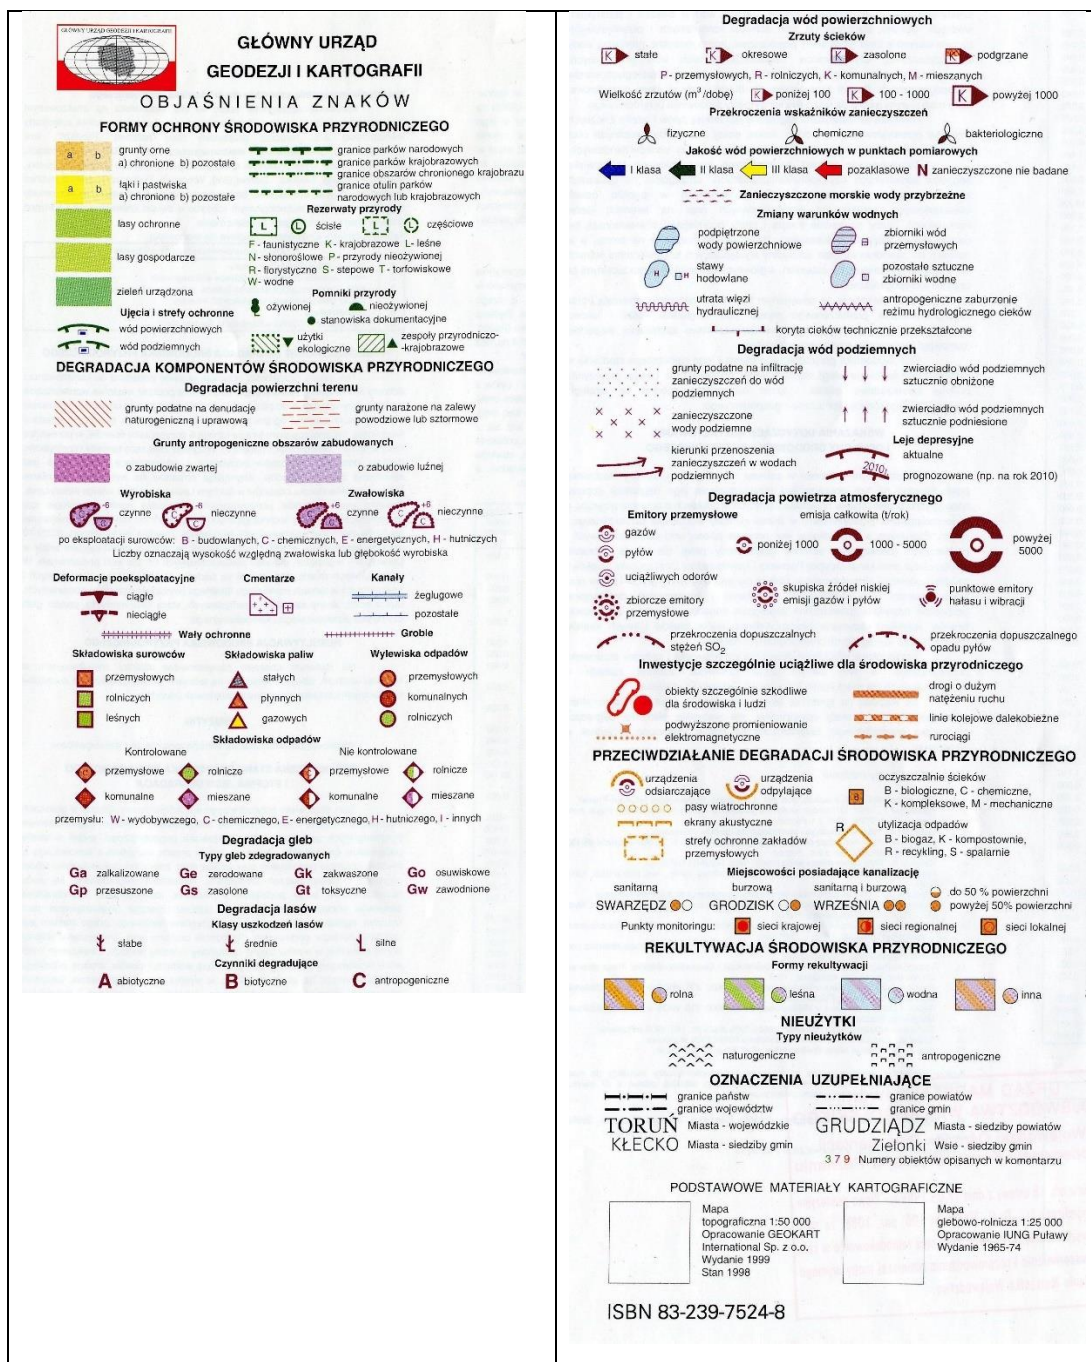 GŁÓWNY URZĄD GEODEZJI I KARTOGRAFII
GŁÓWNY URZĄD
GEODEZJI I KARTOGRAFII
OBJAŚNIENIA ZNAKÓW
FORMY OCHRONY ŚRODOWISKA PRZYRODNICZEGO
a b grunty orne
a) chronione b) pozostałe
a b łąki i pastwiska
a) chronione b) pozostałe
lasy ochronne
lasy gospodarcze
zieleń urządzona
Ujęcia i strefy ochronne
wód powierzchniowych
wód podziemnych
granice parków narodowych
granice parków krajobrazowych
granice obszarów chronionego krajobrazu
granice otulin parków
narodowych lub krajobrazowych
Rezerwaty przyrody
L L ścisłe L L częściowe
F - faunistyczne K - krajobrazowe L - leśne
N - słonoroślowe P - przyrody nieożywionej
R - florystyczne S - stepowe T - torfowiskowe
W - wodne
Pomniki przyrody
ożywionej nieożywionej
stanowiska dokumentacyjne
użytki
ekologiczne
zespoły przyrodniczo-
-krajobrazowe
DEGRADACJA KOMPONENTÓW ŚRODOWISKA PRZYRODNICZEGO
Degradacja powierzchni terenu
grunty podatne na denudację
naturogeniczną i uprawową
grunty narażone na zalewy
powodziowe lub sztormowe
Grunty antropogeniczne obszarów zabudowanych
o zabudowie zwartej o zabudowie luźnej
Wyrobiska Zwałowiska
C -6 C czynne C -6 C nieczynne C +6 C czynne C +6 C nieczynne
po eksploatacji surowców: B - budowlanych, C - chemicznych, E - energetycznych, H - hutniczych
Liczby oznaczają wysokość względną zwałowiska lub głębokość wyrobiska
Deformacje poeksploatacyjne Cmentarze Kanały
ciągłe żeglugowe
nieciągłe pozostałe
Wały ochronne Groble
Składowiska surowców Składowiska paliw Wylewiska odpadów
przemysłowych stałych przemysłowych
rolniczych płynnych komunalnych
leśnych gazowych rolniczych
Składowiska odpadów
Kontrolowane Nie kontrolowane
C przemysłowe rolnicze C przemysłowe rolnicze
komunalne mieszane komunalne mieszane
przemysłu: W - wydobywczego, C - chemicznego, E - energetycznego, H - hutniczego, I - innych
Degradacja gleb
Typy gleb zdegradowanych
Ga zalkalizowane Ge zerodowane Gk zakwaszone Go osuwiskowe
Gp przesuszone Gs zasolone Gt toksyczne Gw zawodnione
Degradacja lasów
Klasy uszkodzeń lasów
słabe średnie silne
Czynniki degradujące
A abiotyczne B biotyczne C antropogeniczne
Degradacja wód powierzchniowych
Zrzuty ścieków
K stałe K okresowe K zasolone K podgrzane
P - przemysłowych, R - rolniczych, K - komunalnych, M - mieszanych
Wielkość zrzutów (m³/dobę) K poniżej 100 K 100 - 1000 K powyżej 1000
Przekroczenia wskaźników zanieczyszczeń
fizyczne chemiczne bakteriologiczne
Jakość wód powierzchniowych w punktach pomiarowych
I klasa II klasa III klasa pozaklasowe N zanieczyszczone nie badane
Zanieczyszczone morskie wody przybrzeżne
Zmiany warunków wodnych
podpiętrzone
wody powierzchniowe
zbiorniki wód
przemysłowych
H H stawy
hodowlane
pozostałe sztuczne
zbiorniki wodne
utrata więzi
hydraulicznej
antropogeniczne zaburzenie
reżimu hydrologicznego cieków
koryta cieków technicznie przekształcone
Degradacja wód podziemnych
grunty podatne na infiltrację
zanieczyszczeń do wód
podziemnych
zwierciadło wód podziemnych
sztucznie obniżone
zanieczyszczone
wody podziemne
zwierciadło wód podziemnych
sztucznie podniesione
kierunki przenoszenia
zanieczyszczeń w wodach
podziemnych
Leje depresyjne
aktualne
2010r. prognozowane (np. na rok 2010)
Degradacja powietrza atmosferycznego
Emitory przemysłowe emisja całkowita (t/rok)
gazów
pyłów
poniżej 1000 1000 - 5000 powyżej
5000
uciążliwych odorów
zbiorcze emitory
przemysłowe
skupiska źródeł niskiej
emisji gazów i pyłów
punktowe emitory
hałasu i wibracji
przekroczenia dopuszczalnych
stężeń SO₂
przekroczenia dopuszczalnego
opadu pyłów
Inwestycje szczególnie uciążliwe dla środowiska przyrodniczego
obiekty szczególnie szkodliwe
dla środowiska i ludzi
drogi o dużym
natężeniu ruchu
podwyższone promieniowanie
elektromagnetyczne
linie kolejowe dalekobieżne
rurociągi
PRZECIWDZIAŁANIE DEGRADACJI ŚRODOWISKA PRZYRODNICZEGO
urządzenia
odsiarczające
urządzenia
odpylające
pasy wiatrochronne
ekrany akustyczne
strefy ochronne zakładów
przemysłowych
oczyszczalnie ścieków
B B - biologiczne, C - chemiczne,
K - kompleksowe, M - mechaniczne
R utylizacja odpadów
B - biogaz, K - kompostownie,
R - recykling, S - spalarnie
Miejscowości posiadające kanalizację
sanitarną burzową sanitarną i burzową
SWARZĘDZ GRODZISK WRZEŚNIA
do 50 % powierzchni
powyżej 50% powierzchni
Punkty monitoringu: sieci krajowej sieci regionalnej sieci lokalnej
REKULTYWACJA ŚRODOWISKA PRZYRODNICZEGO
Formy rekultywacji
rolna leśna wodna inna
NIEUŻYTKI
Typy nieużytków
naturogeniczne antropogeniczne
OZNACZENIA UZUPEŁNIAJĄCE
granice państw granice powiatów
granice województw granice gmin
TORUŃ Miasta - wojewódzkie GRUDZIĄDZ Miasta - siedziby powiatów
KŁECKO Miasta - siedziby gmin Zielonki Wsie - siedziby gmin
3 7 9 Numery obiektów opisanych w komentarzu
PODSTAWOWE MATERIAŁY KARTOGRAFICZNE
Mapa
topograficzna 1:50 000
Opracowanie GEOKART
International Sp. z o.o.
Wydanie 1999
Stan 1998
Mapa
glebowo-rolnicza 1:25 000
Opracowanie IUNG Puławy
Wydanie 1965-74
ISBN 83-239-7524-8